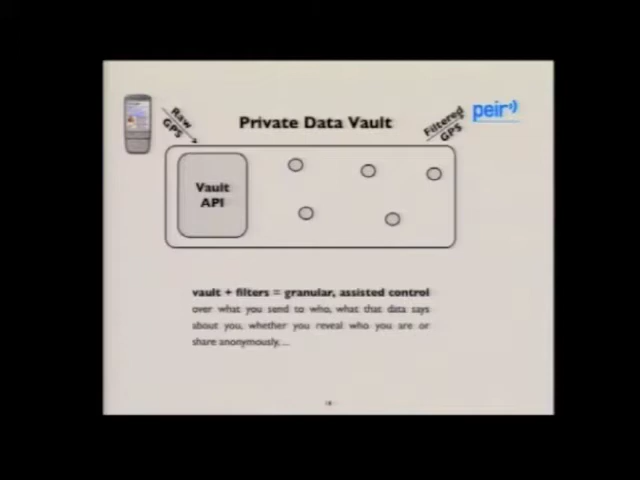 Raw
GPS
Private Data Vault
Filtered
GPS
peir
Vault
API
vault + filters = granular, assisted control
over what you send to who, what that data says
about you, whether you reveal who you are or
share anonymously, ...